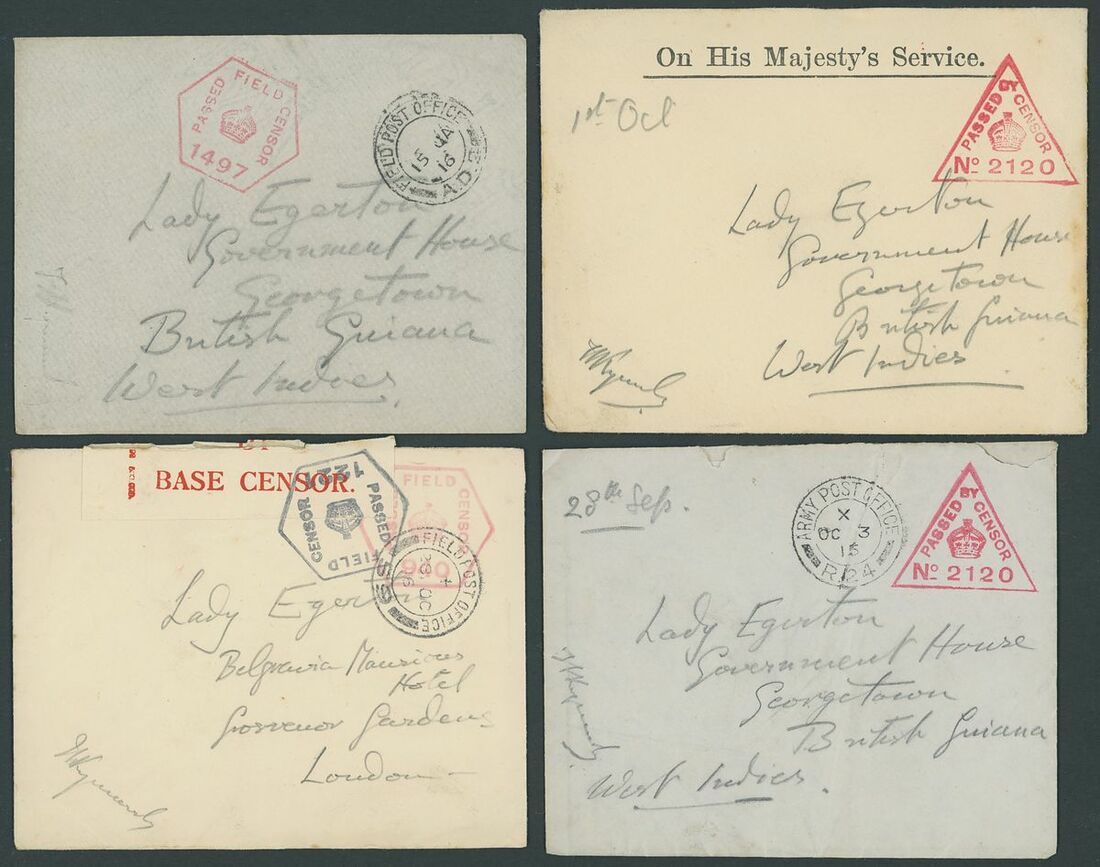 PASSED FIELD CENSOR
1497
FIELD POST OFFICE
15 JA
16
A.D.
Lady Egerton
Government House
Georgetown
British Guiana
West Indies.
On His Majesty's Service.
1st Oct
PASSED BY CENSOR
No 2120
Lady Egerton
Government House
Georgetown
British Guiana
West Indies
BASE CENSOR.
PASSED FIELD CENSOR
122
FIELD CENSOR
FIELD POST OFFICE
Lady Egerton
Belgravia Mansions
Hotel
Grosvenor Gardens
London
28th Sep.
ARMY POST OFFICE
X
OC 3
15
R.24
PASSED BY CENSOR
No 2120
Lady Egerton
Government House
Georgetown
British Guiana
West Indies